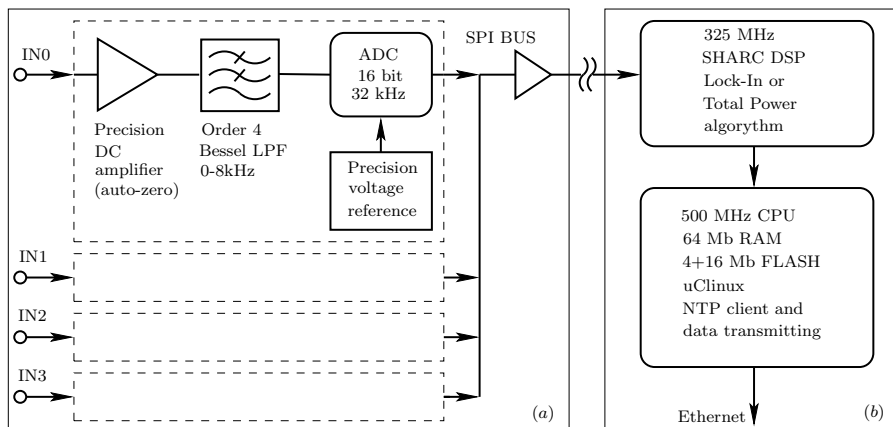 IN0
Precision
DC
amplifier
(auto-zero)
Order 4
Bessel LPF
0-8kHz
ADC
16 bit
32 kHz
Precision
voltage
reference
SPI BUS
IN1
IN2
IN3
(a)
325 MHz
SHARC DSP
Lock-In or
Total Power
algorythm
500 MHz CPU
64 Mb RAM
4+16 Mb FLASH
uClinux
NTP client and
data transmitting
Ethernet
(b)